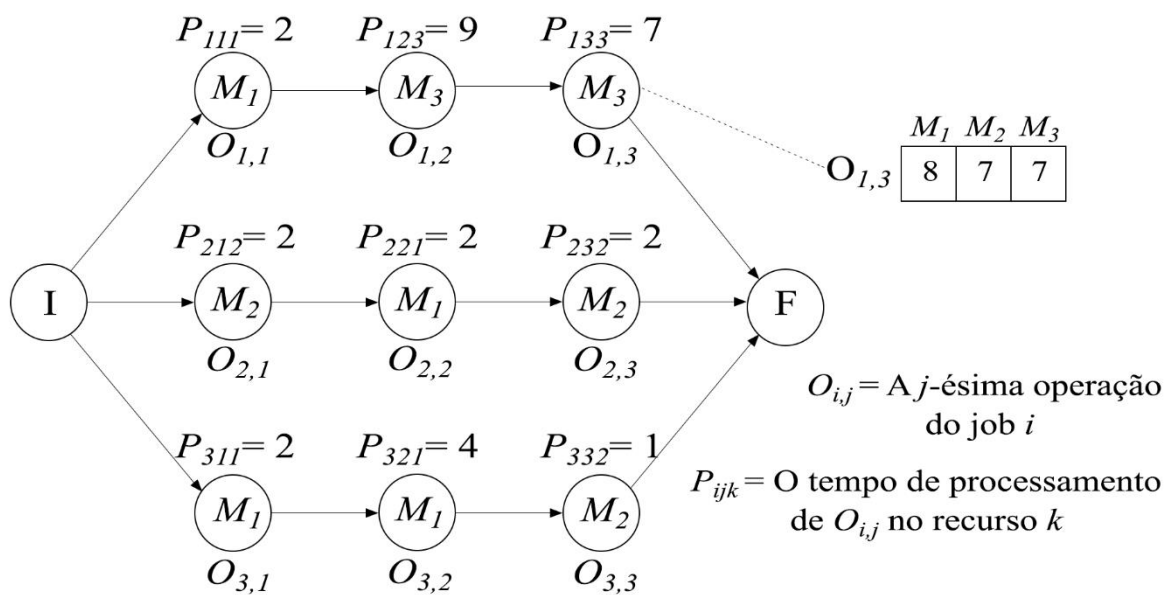 P111= 2 P123= 9 P133= 7
M1 M3 M3
O1,1 O1,2 O1,3
M1 M2 M3
O1,3 8 7 7
P212= 2 P221= 2 P232= 2
I M2 M1 M2 F
O2,1 O2,2 O2,3
Oi,j = A j-ésima operação
do job i
P311= 2 P321= 4 P332= 1
Pijk = O tempo de processamento
de Oi,j no recurso k
M1 M1 M2
O3,1 O3,2 O3,3